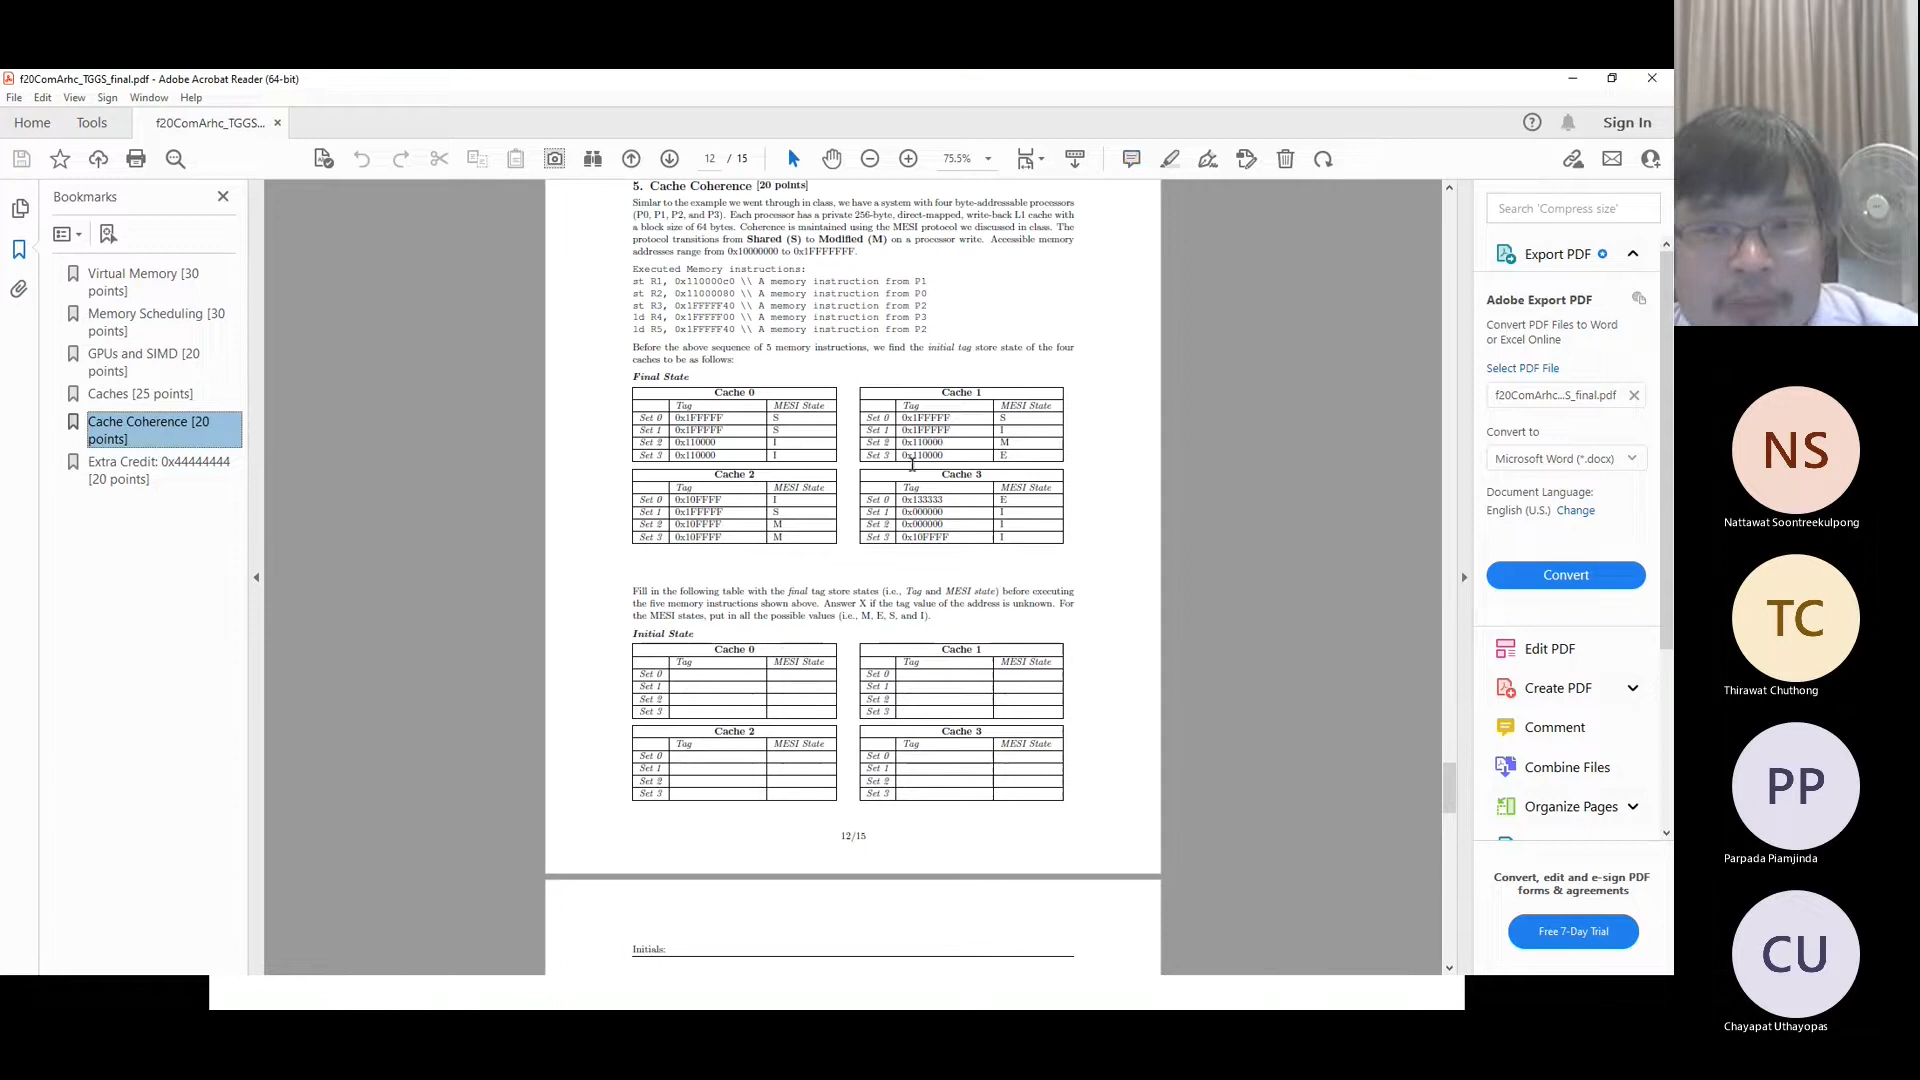 f20ComArhc_TGGS_final.pdf - Adobe Acrobat Reader (64-bit)
File Edit View Sign Window Help
Home Tools f20ComArhc_TGGS... × Sign In
12 / 15 75.5%
Bookmarks
Virtual Memory [30
points]
Memory Scheduling [30
points]
GPUs and SIMD [20
points]
Caches [25 points]
Cache Coherence [20
points]
Extra Credit: 0x44444444
[20 points]
5. Cache Coherence [20 points]
Simlar to the example we went through in class, we have a system with four byte-addressable processors
(P0, P1, P2, and P3). Each processor has a private 256-byte, direct-mapped, write-back L1 cache with
a block size of 64 bytes. Coherence is maintained using the MESI protocol we discussed in class. The
protocol transitions from Shared (S) to Modified (M) on a processor write. Accessible memory
addresses range from 0x10000000 to 0x1FFFFFFF.
Executed Memory instructions:
st R1, 0x110000c0 \\ A memory instruction from P1
st R2, 0x11000080 \\ A memory instruction from P0
st R3, 0x1FFFFF40 \\ A memory instruction from P2
ld R4, 0x1FFFFF00 \\ A memory instruction from P3
ld R5, 0x1FFFFF40 \\ A memory instruction from P2
Before the above sequence of 5 memory instructions, we find the initial tag store state of the four
caches to be as follows:
Final State
Cache 0
Tag MESI State
Set 0 0x1FFFFF S
Set 1 0x1FFFFF S
Set 2 0x110000 I
Set 3 0x110000 I
Cache 1
Tag MESI State
Set 0 0x1FFFFF S
Set 1 0x1FFFFF I
Set 2 0x110000 M
Set 3 0x110000 E
Cache 2
Tag MESI State
Set 0 0x10FFFF I
Set 1 0x1FFFFF S
Set 2 0x10FFFF M
Set 3 0x10FFFF M
Cache 3
Tag MESI State
Set 0 0x133333 E
Set 1 0x000000 I
Set 2 0x000000 I
Set 3 0x10FFFF I
Fill in the following table with the final tag store states (i.e., Tag and MESI state) before executing
the five memory instructions shown above. Answer X if the tag value of the address is unknown. For
the MESI states, put in all the possible values (i.e., M, E, S, and I).
Initial State
Cache 0
Tag MESI State
Set 0
Set 1
Set 2
Set 3
Cache 1
Tag MESI State
Set 0
Set 1
Set 2
Set 3
Cache 2
Tag MESI State
Set 0
Set 1
Set 2
Set 3
Cache 3
Tag MESI State
Set 0
Set 1
Set 2
Set 3
12/15
Initials:
Search 'Compress size'
Export PDF
Adobe Export PDF
Convert PDF Files to Word
or Excel Online
Select PDF File
f20ComArhc...S_final.pdf
Convert to
Microsoft Word (*.docx)
Document Language:
English (U.S.) Change
Convert
Edit PDF
Create PDF
Comment
Combine Files
Organize Pages
Convert, edit and e-sign PDF
forms & agreements
Free 7-Day Trial
NS
Nattawat Soontreekulpong
TC
Thirawat Chuthong
PP
Parpada Piamjinda
CU
Chayapat Uthayopas